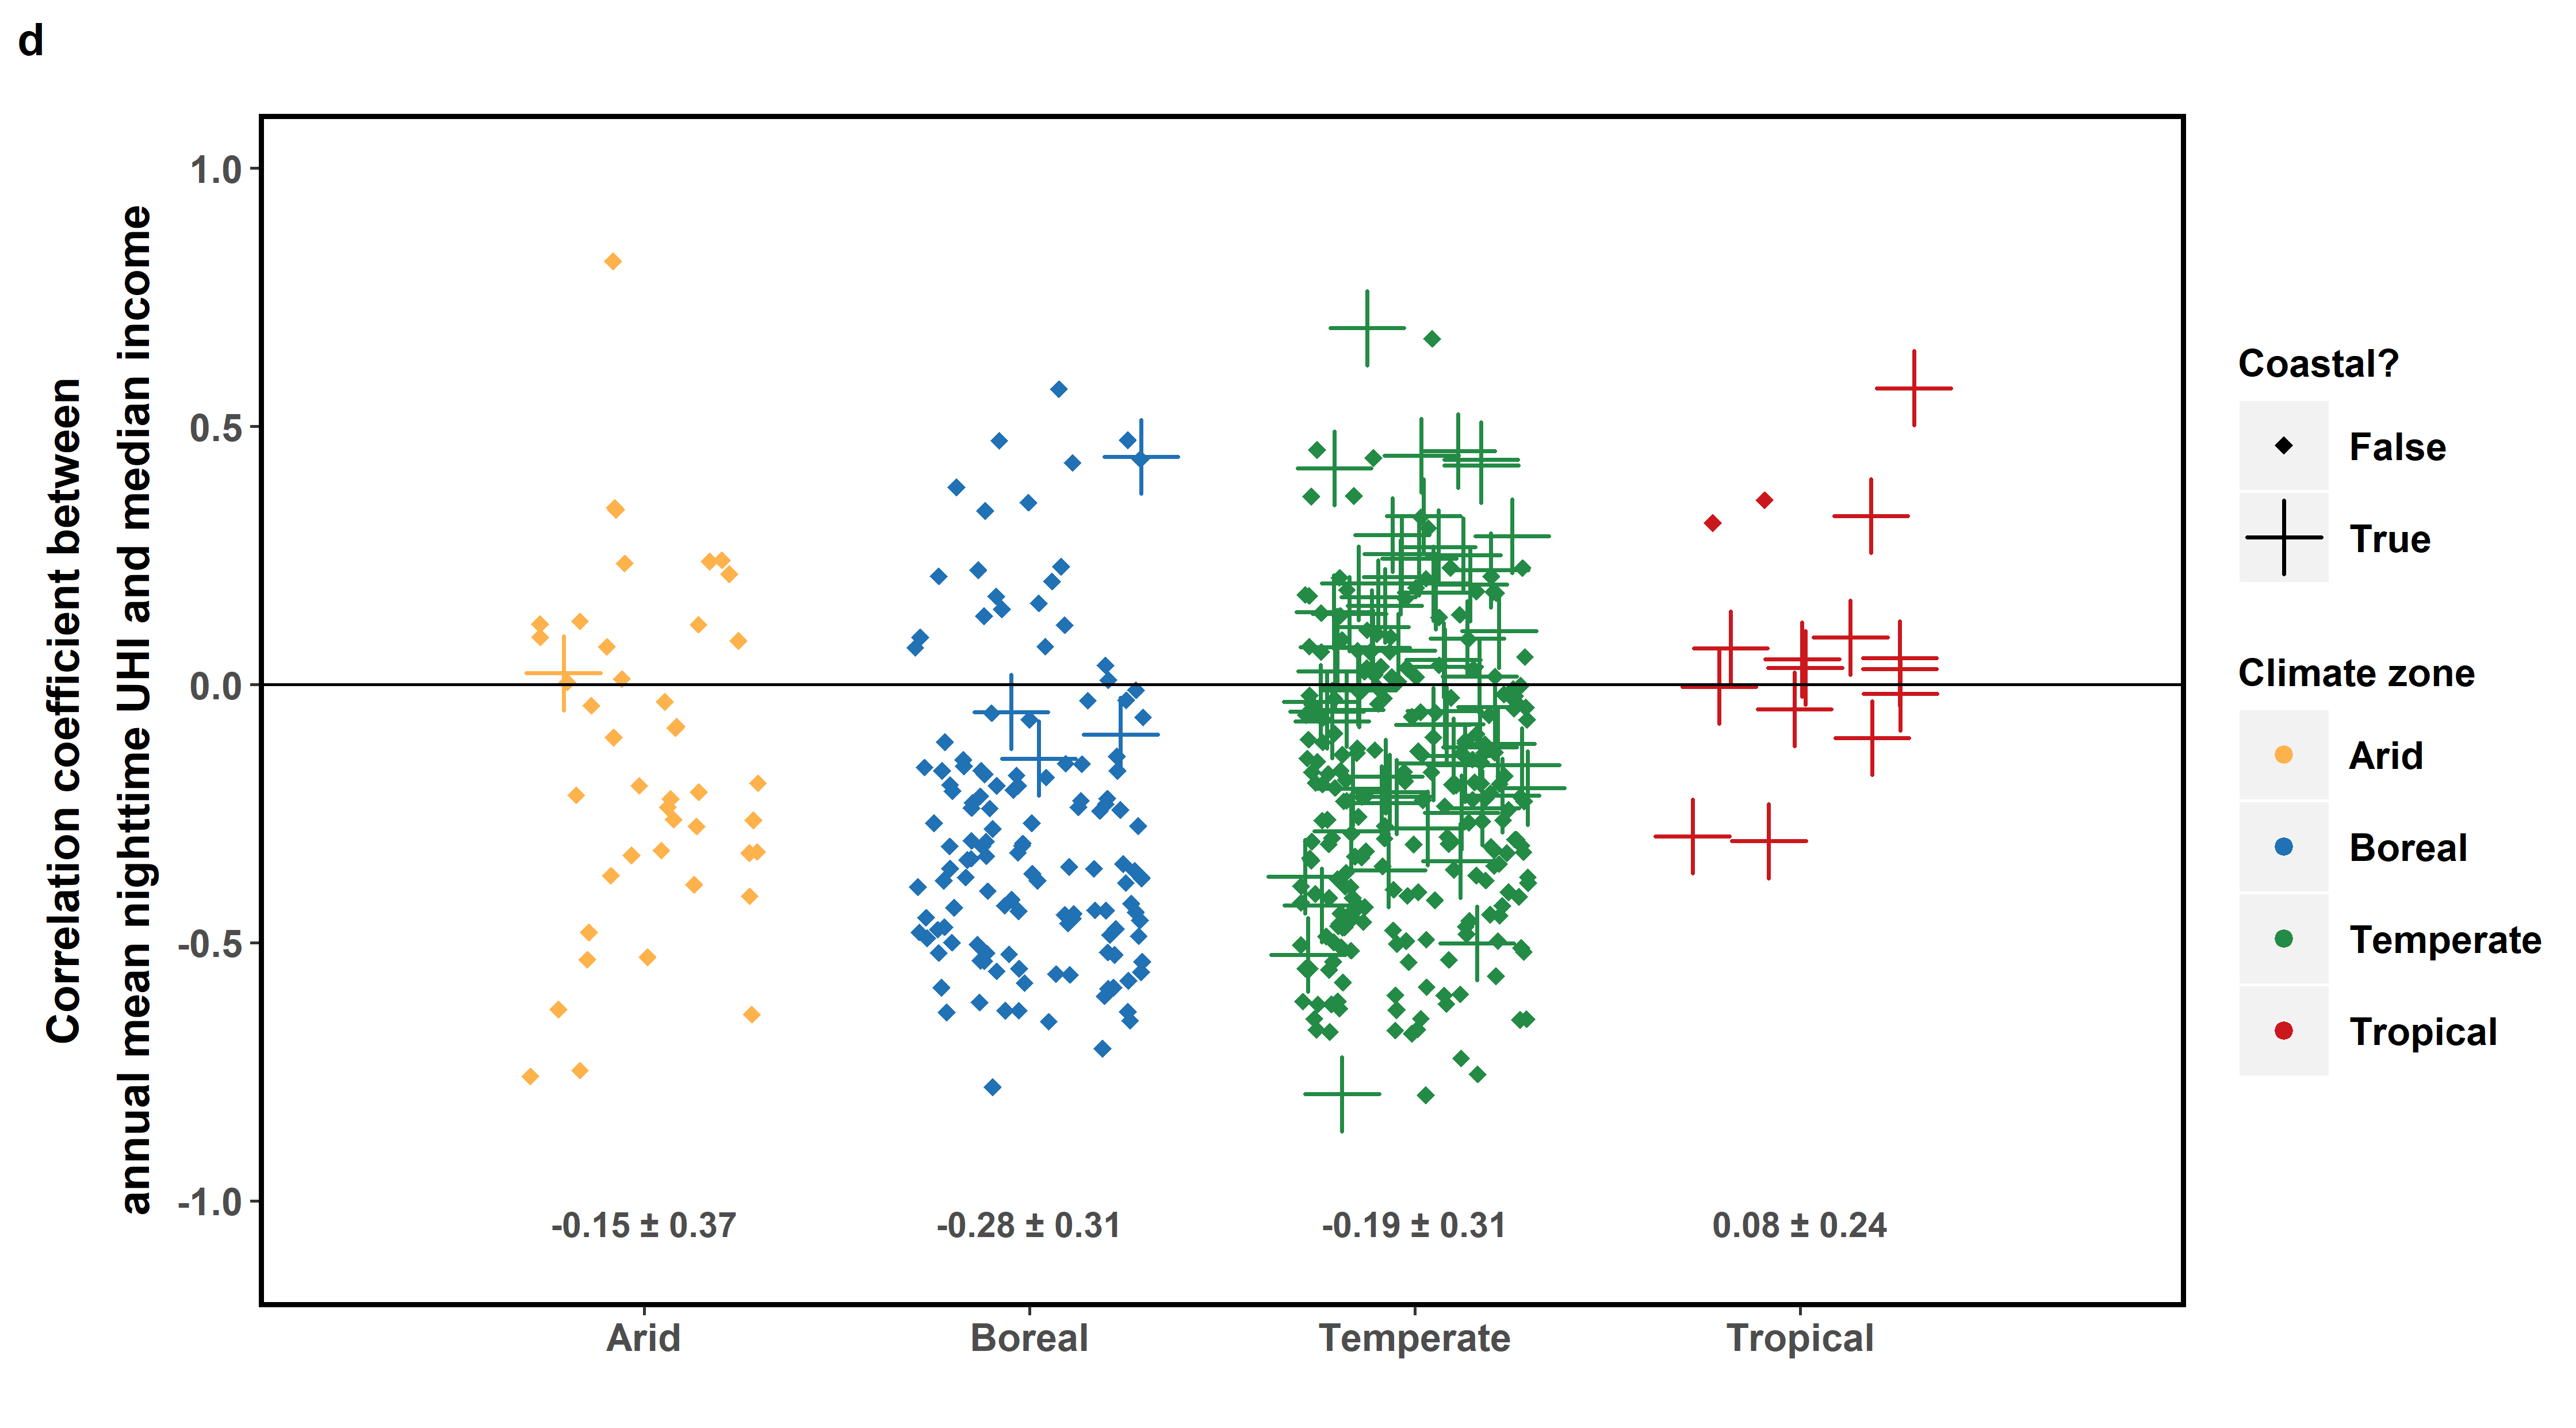 d
Correlation coefficient between
annual mean nighttime UHI and median income
1.0
0.5
0.0
-0.5
-1.0
-0.15 ± 0.37
-0.28 ± 0.31
-0.19 ± 0.31
0.08 ± 0.24
Arid
Boreal
Temperate
Tropical
Coastal?
False
True
Climate zone
Arid
Boreal
Temperate
Tropical